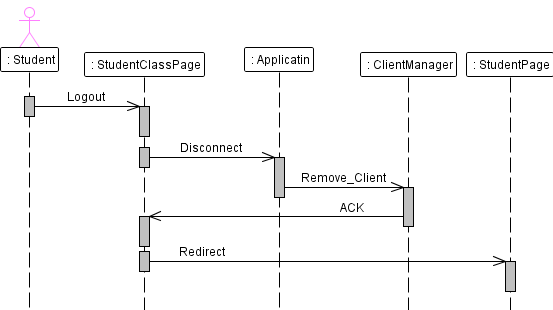 : Student
: StudentClassPage
: Applicatin
: ClientManager
: StudentPage
Logout
Disconnect
Remove_Client
ACK
Redirect